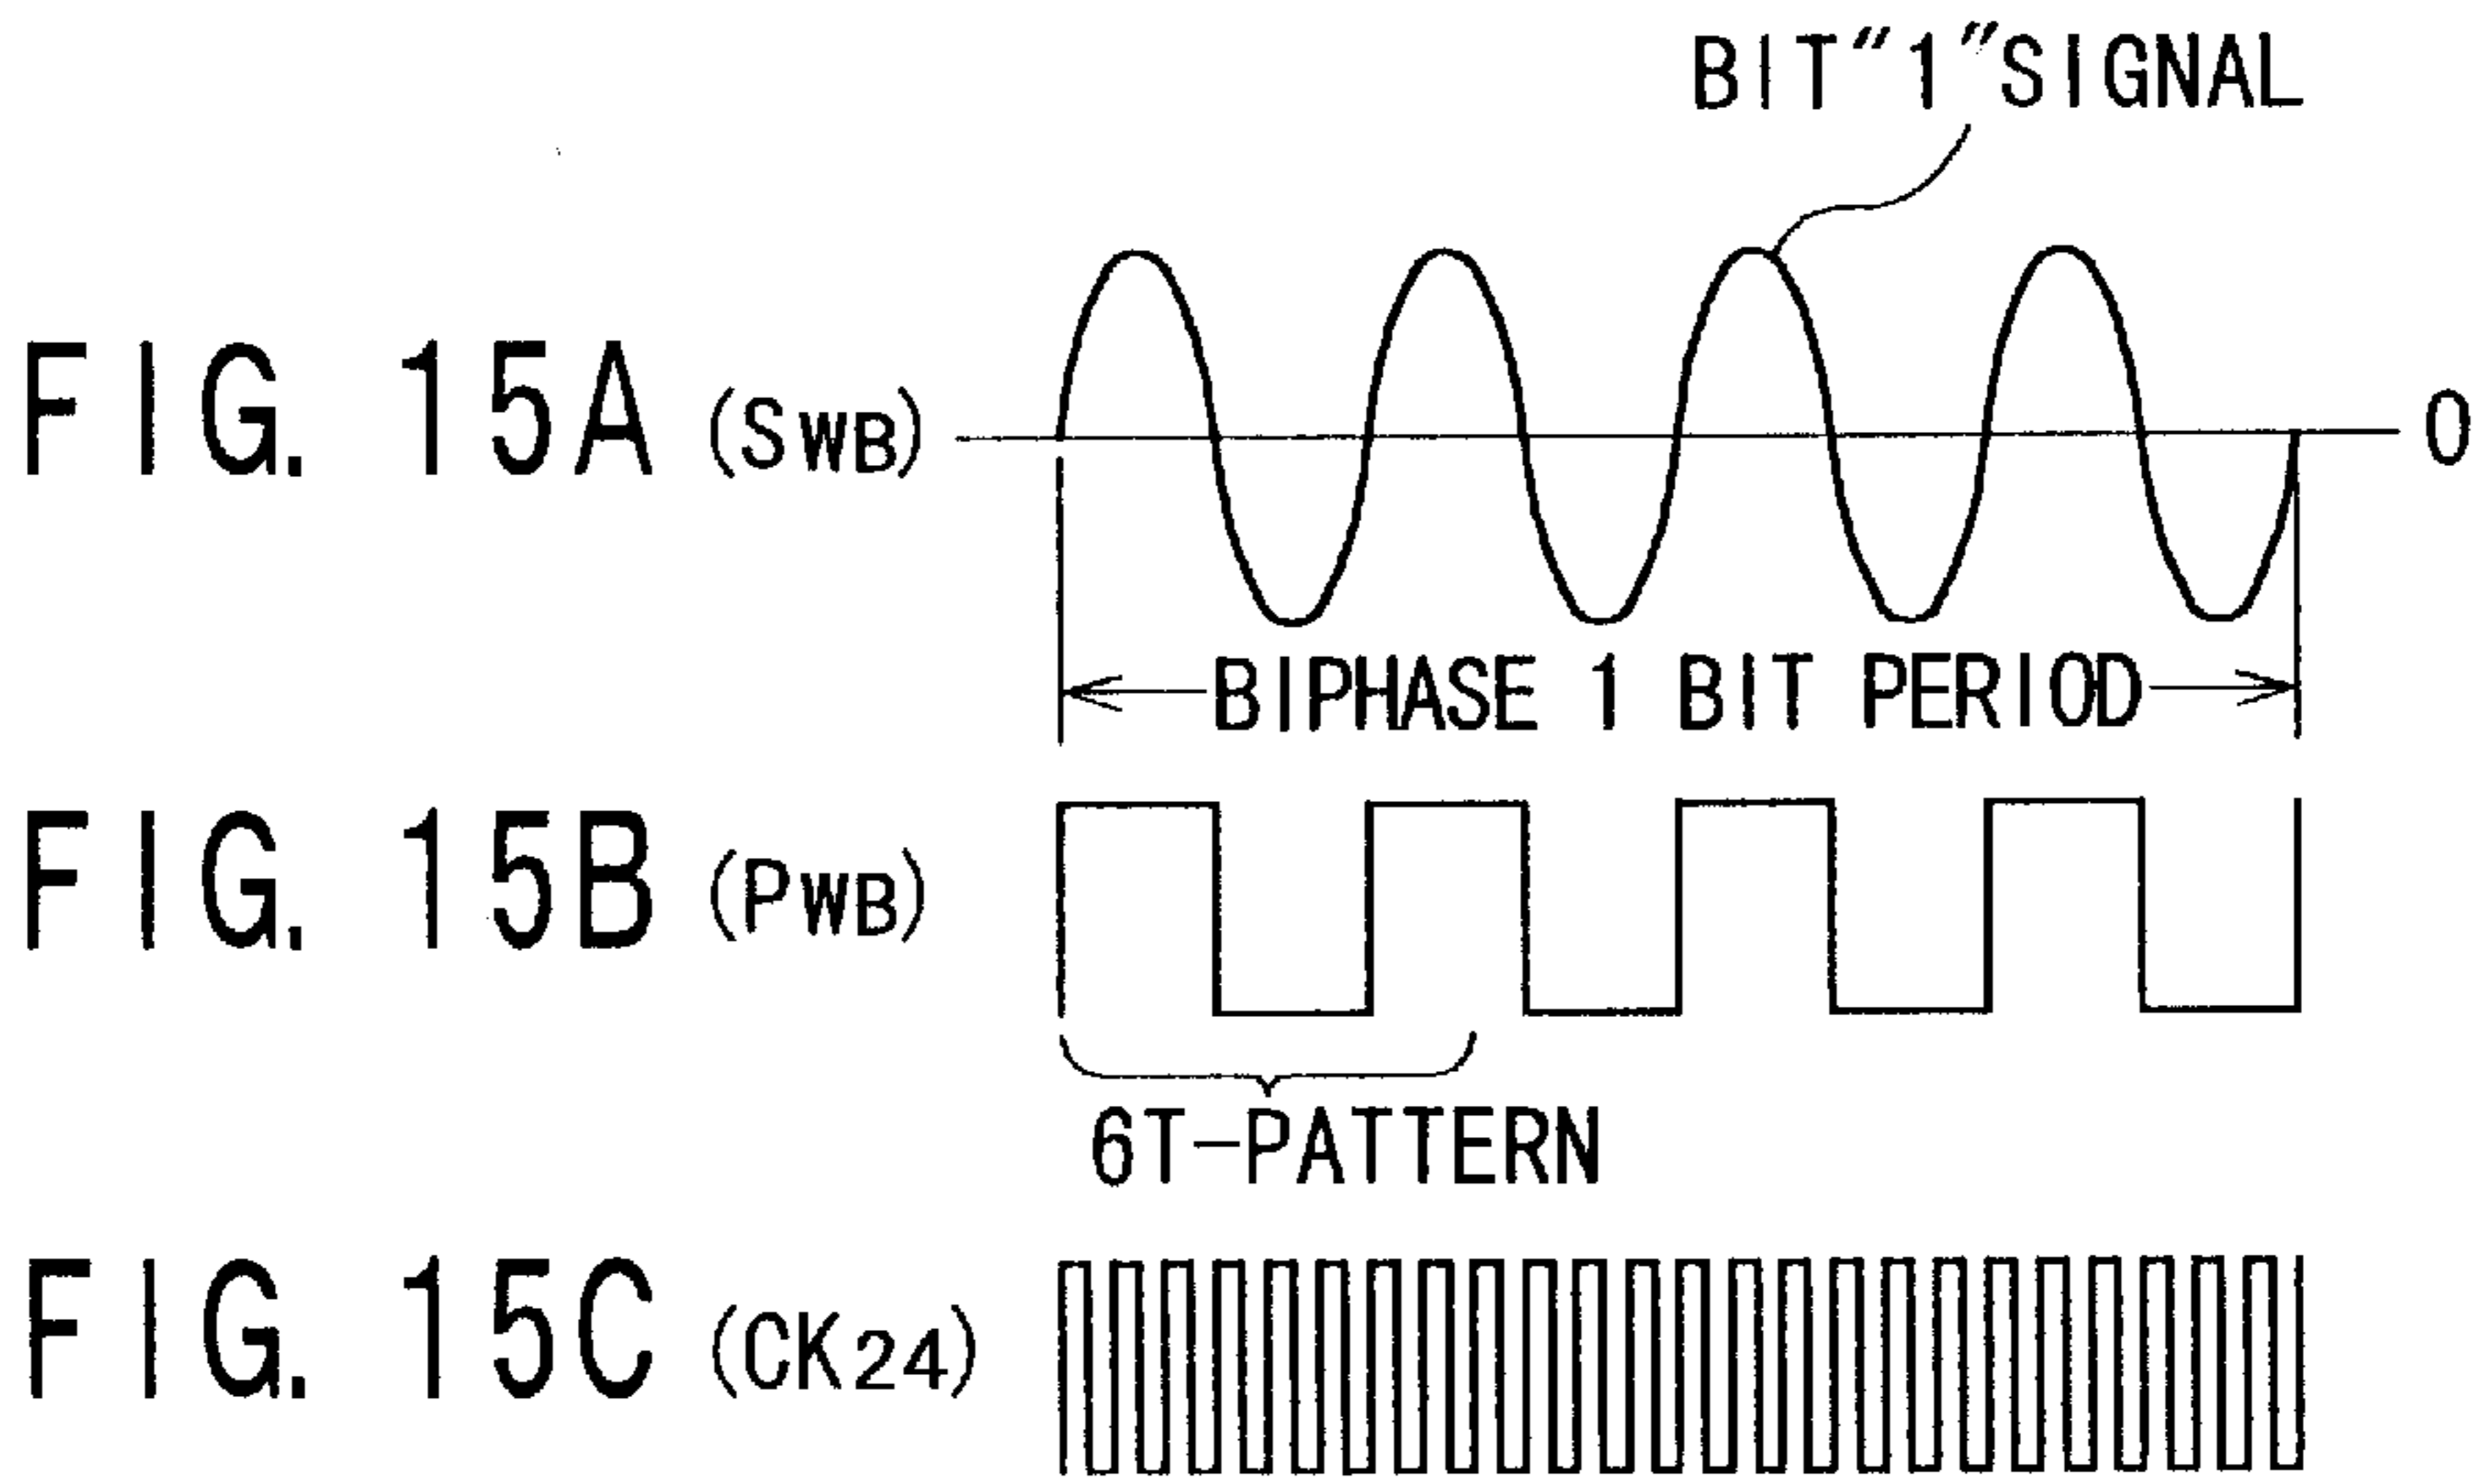 BIT"1"SIGNAL
FIG. 15A (SWB)
0
BIPHASE 1 BIT PERIOD
FIG. 15B (PWB)
6T-PATTERN
FIG. 15C (CK24)